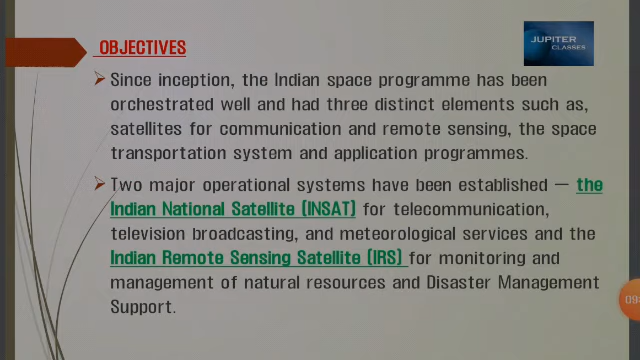 JUPITER
CLASSES
OBJECTIVES
Since inception, the Indian space programme has been
orchestrated well and had three distinct elements such as,
satellites for communication and remote sensing, the space
transportation system and application programmes.
Two major operational systems have been established – the
Indian National Satellite (INSAT) for telecommunication,
television broadcasting, and meteorological services and the
Indian Remote Sensing Satellite (IRS) for monitoring and
management of natural resources and Disaster Management
Support.